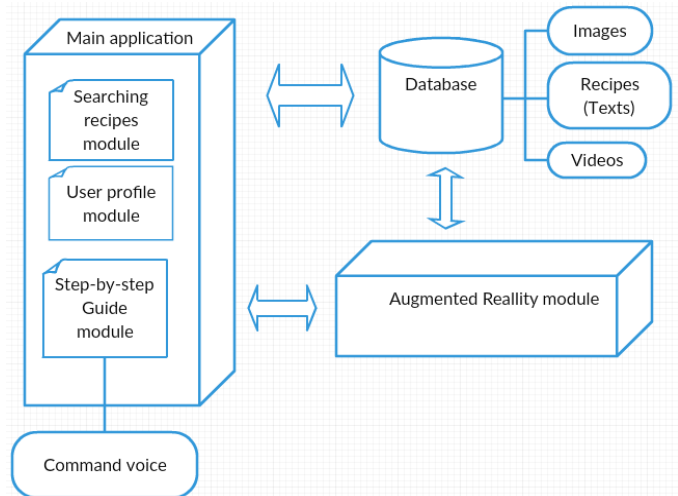 Main application
Searching
recipes
module
User profile
module
Step-by-step
Guide
module
Command voice
Database
Images
Recipes
(Texts)
Videos
Augmented Reallity module